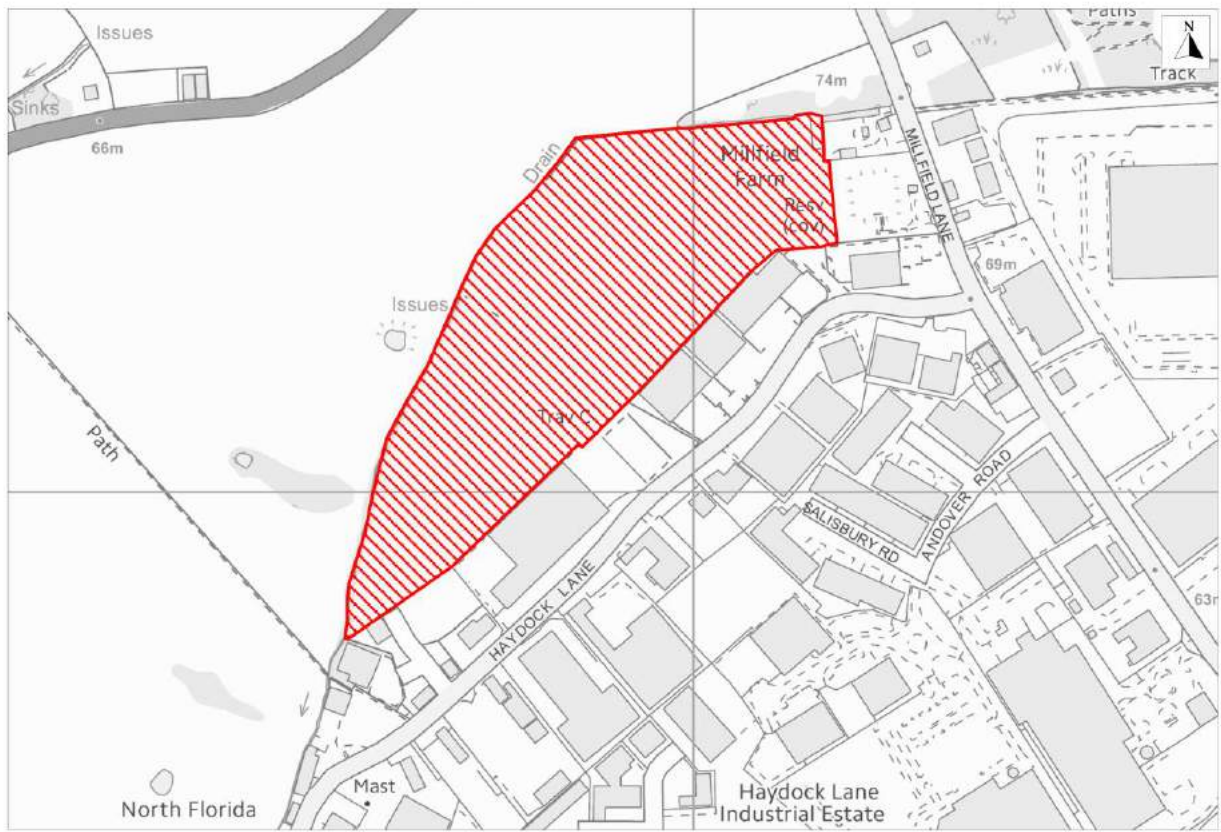 Issues
Paths
N
Track
Sinks
74m
66m
MILLFIELD LANE
Drain
Millfield
Farm
Resv
(cov)
69m
Issues
Trav C
Path
SALISBURY RD
ANDOVER ROAD
HAYDOCK LANE
63m
Mast
North Florida
Haydock Lane
Industrial Estate